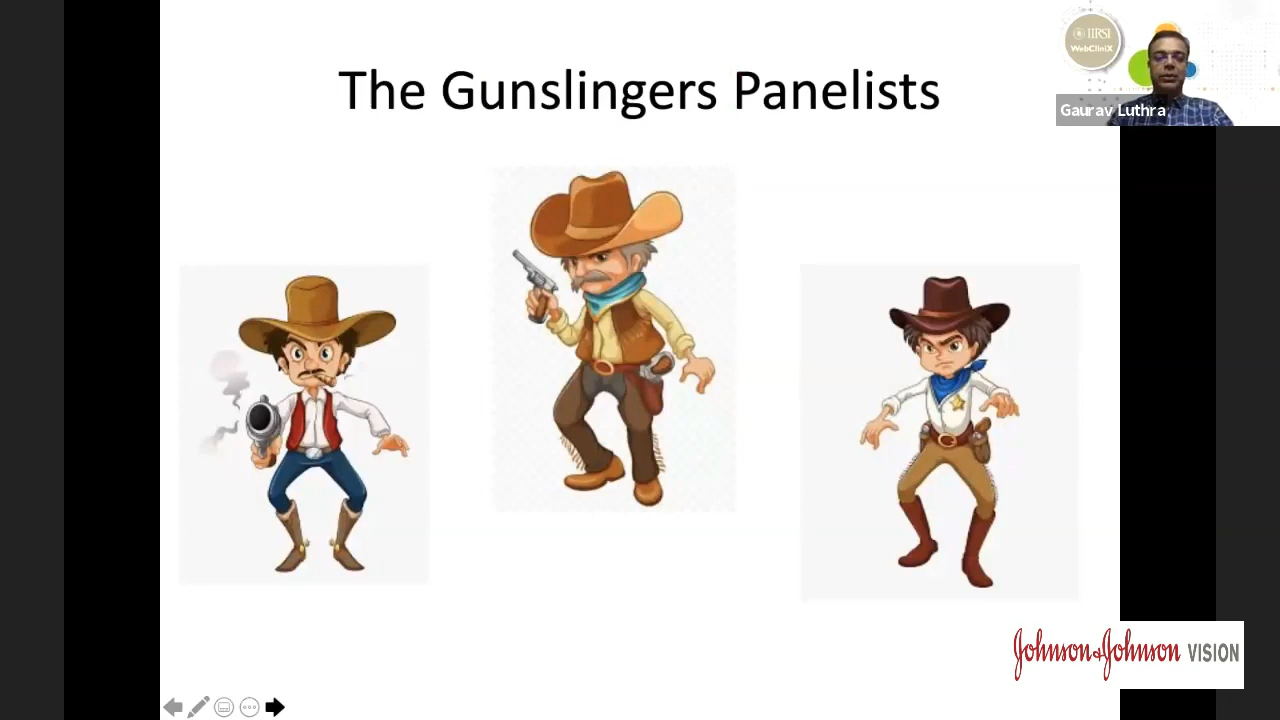 The Gunslingers Panelists
IIRSI
WebCliniX
Gaurav Luthra
Johnson & Johnson VISION